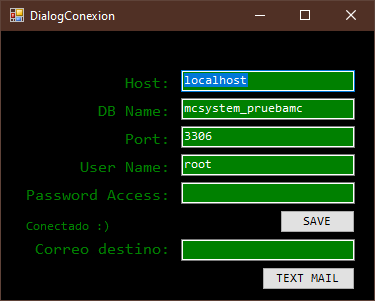 DialogConexion
Host: localhost
DB Name: mcsystem_pruebamc
Port: 3306
User Name: root
Password Access:
SAVE
Conectado :)
Correo destino:
TEXT MAIL